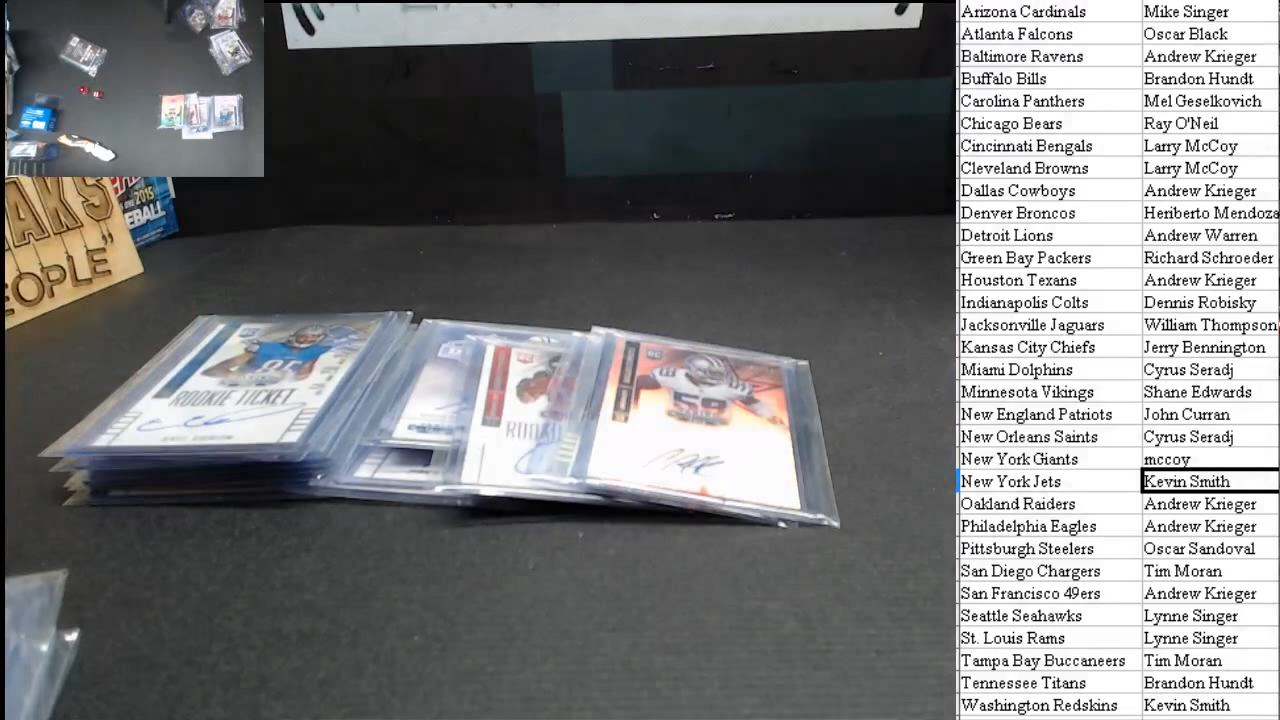 AKS
EOPLE"
2015
ROOKIE TICKET
RC
58
Arizona Cardinals Mike Singer
Atlanta Falcons Oscar Black
Baltimore Ravens Andrew Krieger
Buffalo Bills Brandon Hundt
Carolina Panthers Mel Geselkovich
Chicago Bears Ray O'Neil
Cincinnati Bengals Larry McCoy
Cleveland Browns Larry McCoy
Dallas Cowboys Andrew Krieger
Denver Broncos Heriberto Mendoza
Detroit Lions Andrew Warren
Green Bay Packers Richard Schroeder
Houston Texans Andrew Krieger
Indianapolis Colts Dennis Robisky
Jacksonville Jaguars William Thompson
Kansas City Chiefs Jerry Bennington
Miami Dolphins Cyrus Seradj
Minnesota Vikings Shane Edwards
New England Patriots John Curran
New Orleans Saints Cyrus Seradj
New York Giants mccoy
New York Jets Kevin Smith
Oakland Raiders Andrew Krieger
Philadelphia Eagles Andrew Krieger
Pittsburgh Steelers Oscar Sandoval
San Diego Chargers Tim Moran
San Francisco 49ers Andrew Krieger
Seattle Seahawks Lynne Singer
St. Louis Rams Lynne Singer
Tampa Bay Buccaneers Tim Moran
Tennessee Titans Brandon Hundt
Washington Redskins Kevin Smith